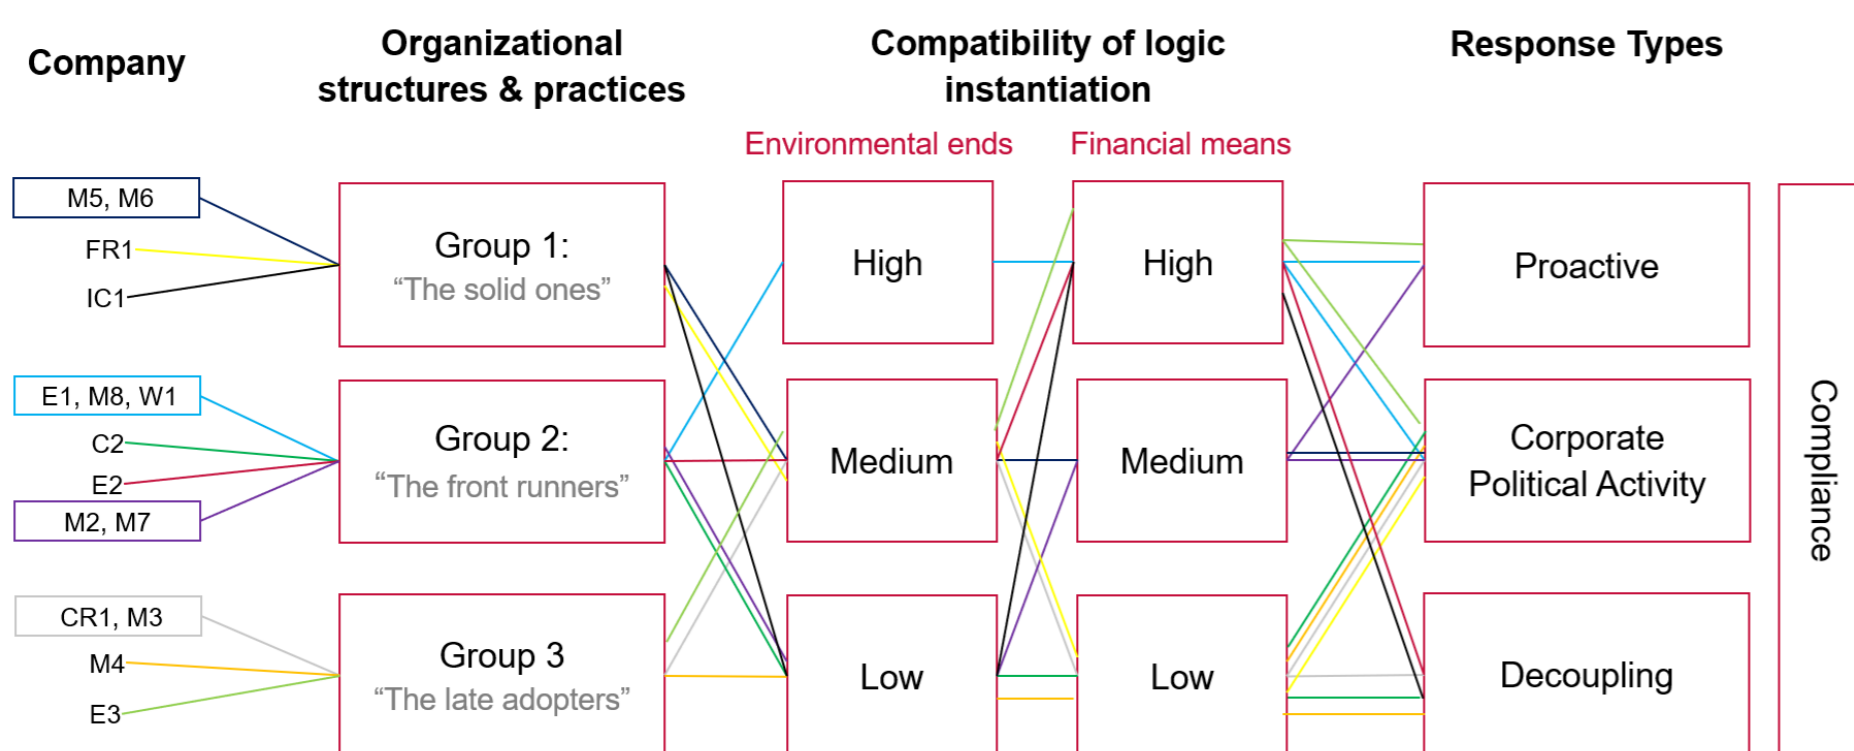 Company
Organizational
structures & practices
Compatibility of logic
instantiation
Response Types
Environmental ends
Financial means
M5, M6
FR1
IC1
Group 1:
“The solid ones”
High
High
Proactive
E1, M8, W1
C2
E2
M2, M7
Group 2:
“The front runners”
Medium
Medium
Corporate
Political Activity
CR1, M3
M4
E3
Group 3
“The late adopters”
Low
Low
Decoupling
Compliance